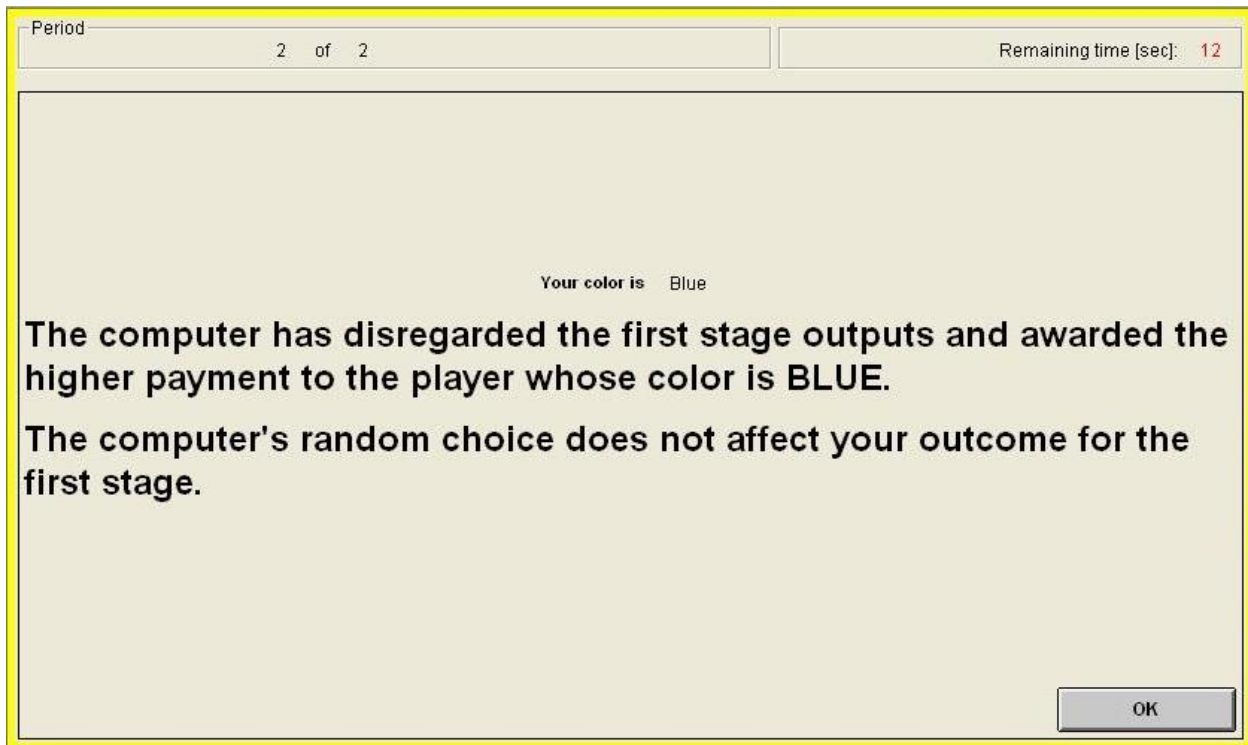 Period
2 of 2
Remaining time [sec]: 12
Your color is Blue
The computer has disregarded the first stage outputs and awarded the
higher payment to the player whose color is BLUE.
The computer's random choice does not affect your outcome for the
first stage.
OK